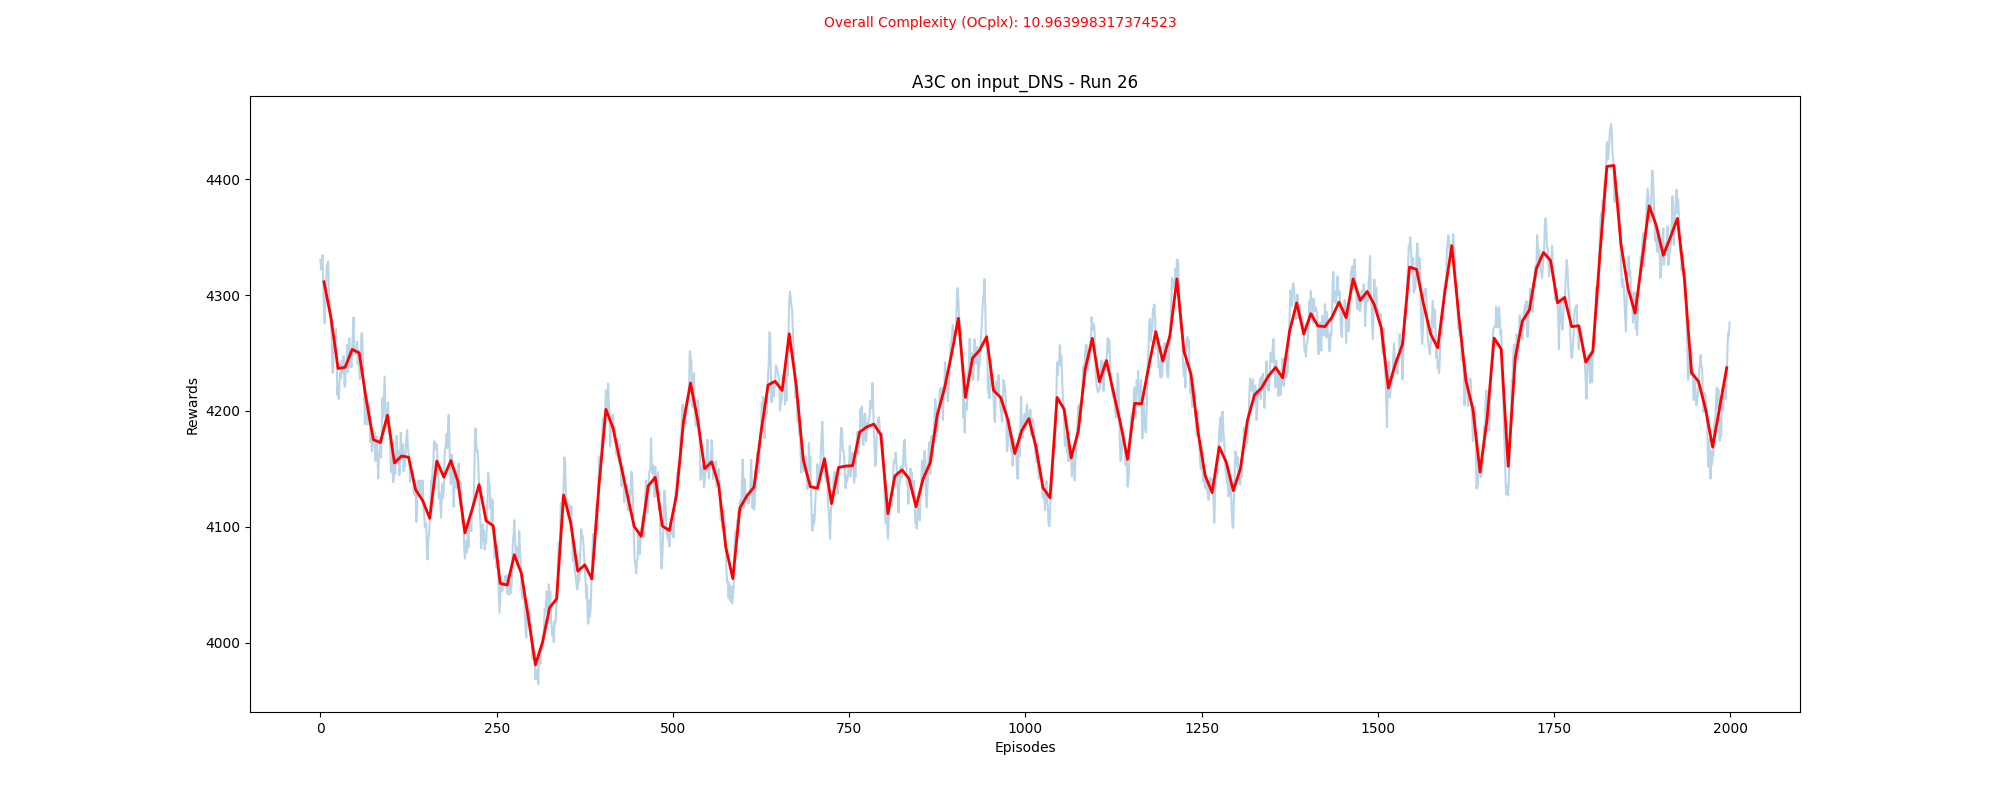 Overall Complexity (OCplx): 10.963998317374523
A3C on input_DNS - Run 26
Rewards
4400
4300
4200
4100
4000
0 250 500 750 1000 1250 1500 1750 2000
Episodes